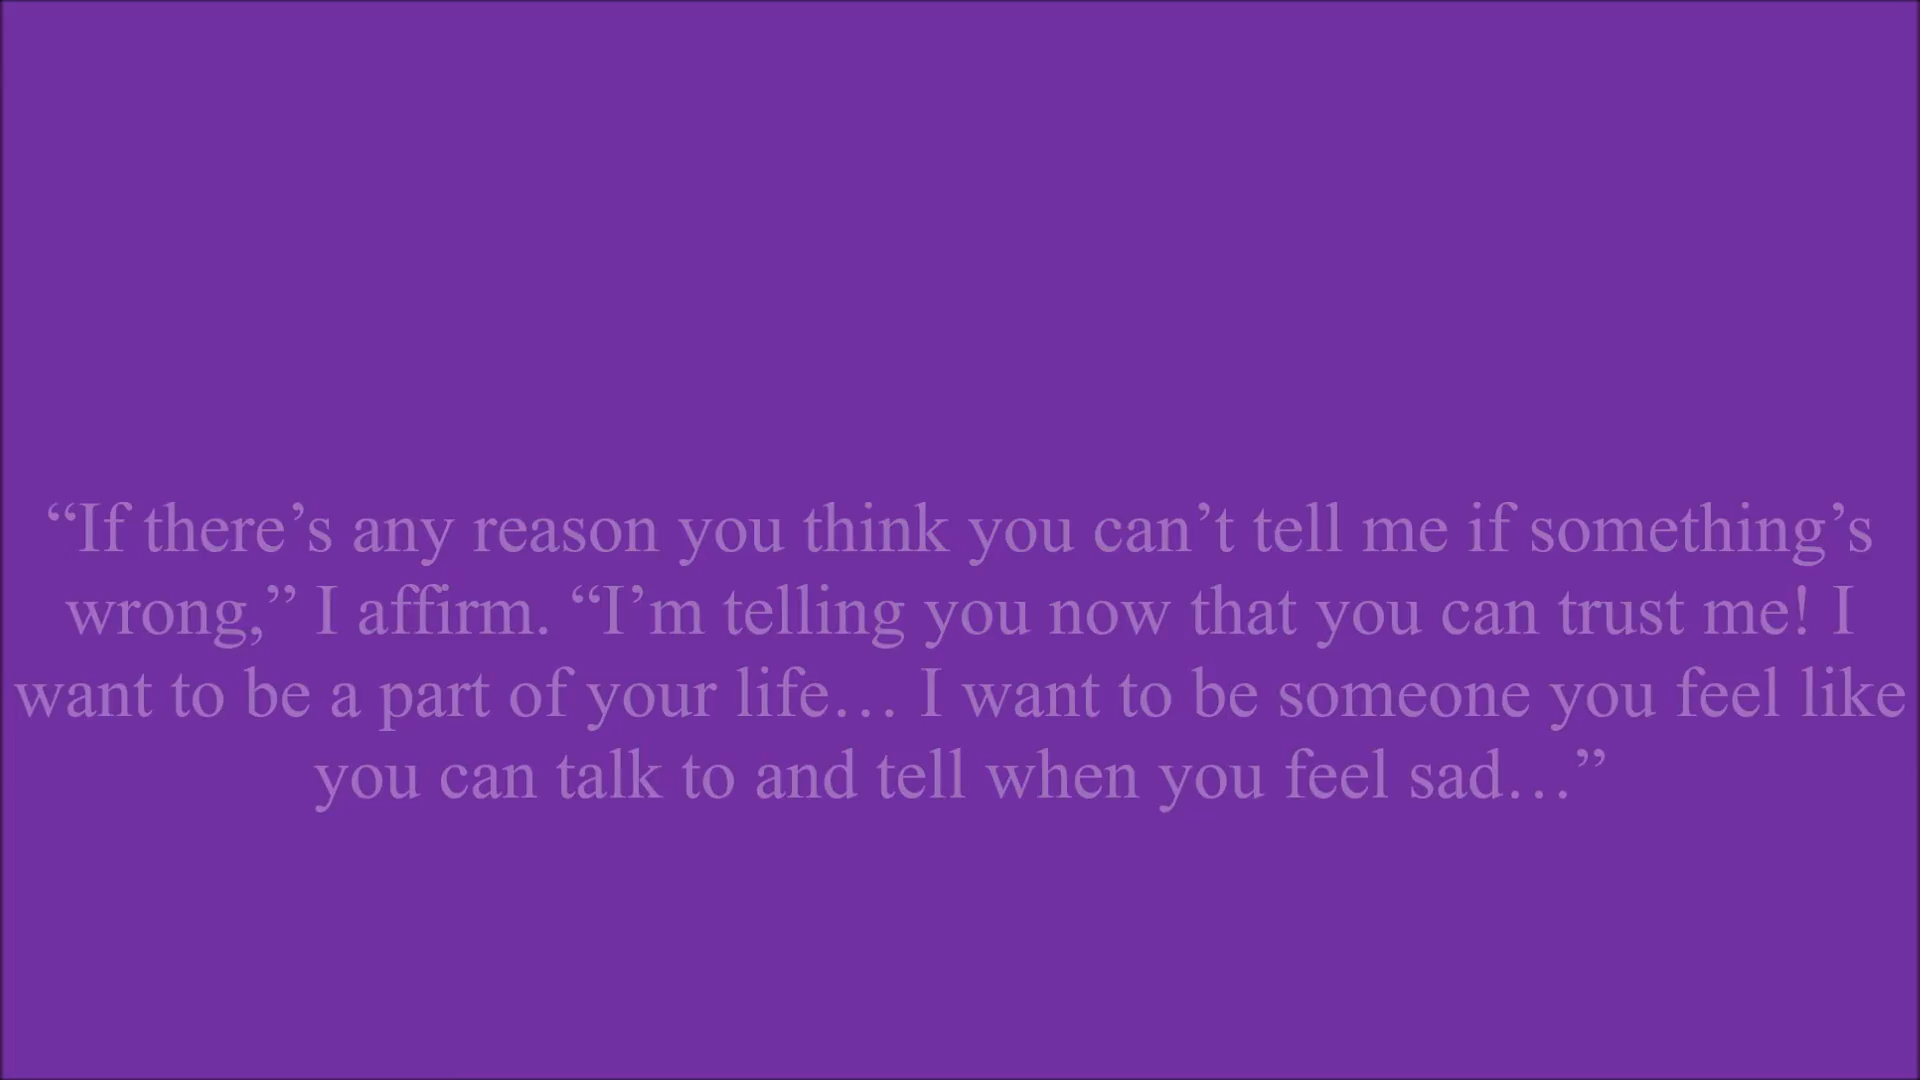 “If there’s any reason you think you can’t tell me if something’s
wrong,” I affirm. “I’m telling you now that you can trust me! I
want to be a part of your life… I want to be someone you feel like
you can talk to and tell when you feel sad…”